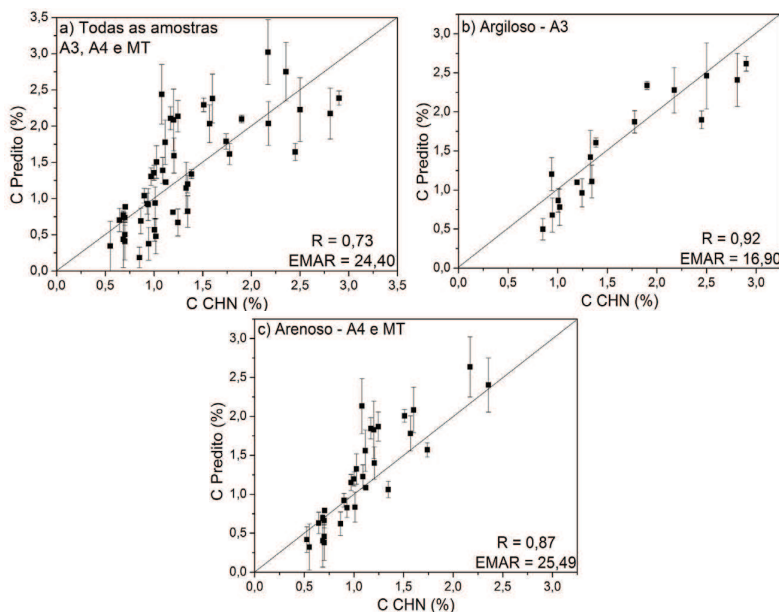 a) Todas as amostras
A3, A4 e MT
C Predito (%)
3,5
3,0
2,5
2,0
1,5
1,0
0,5
0,0
R = 0,73
EMAR = 24,40
0,0 0,5 1,0 1,5 2,0 2,5 3,0 3,5
C CHN (%)
b) Argiloso - A3
C Predito (%)
3,0
2,5
2,0
1,5
1,0
0,5
0,0
R = 0,92
EMAR = 16,90
0,0 0,5 1,0 1,5 2,0 2,5 3,0
C CHN (%)
c) Arenoso - A4 e MT
C Predito (%)
3,0
2,5
2,0
1,5
1,0
0,5
0,0
R = 0,87
EMAR = 25,49
0,0 0,5 1,0 1,5 2,0 2,5 3,0
C CHN (%)